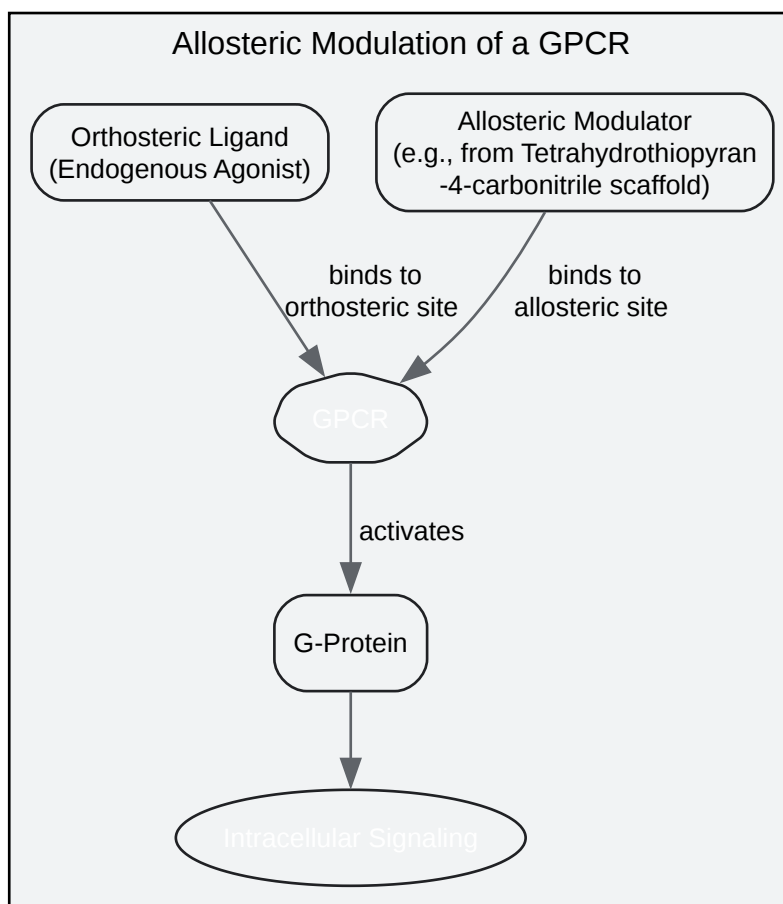 Allosteric Modulation of a GPCR
Orthosteric Ligand
(Endogenous Agonist)
Allosteric Modulator
(e.g., from Tetrahydrothiopyran
-4-carbonitrile scaffold)
binds to
orthosteric site
binds to
allosteric site
GPCR
activates
G-Protein
Intracellular Signaling